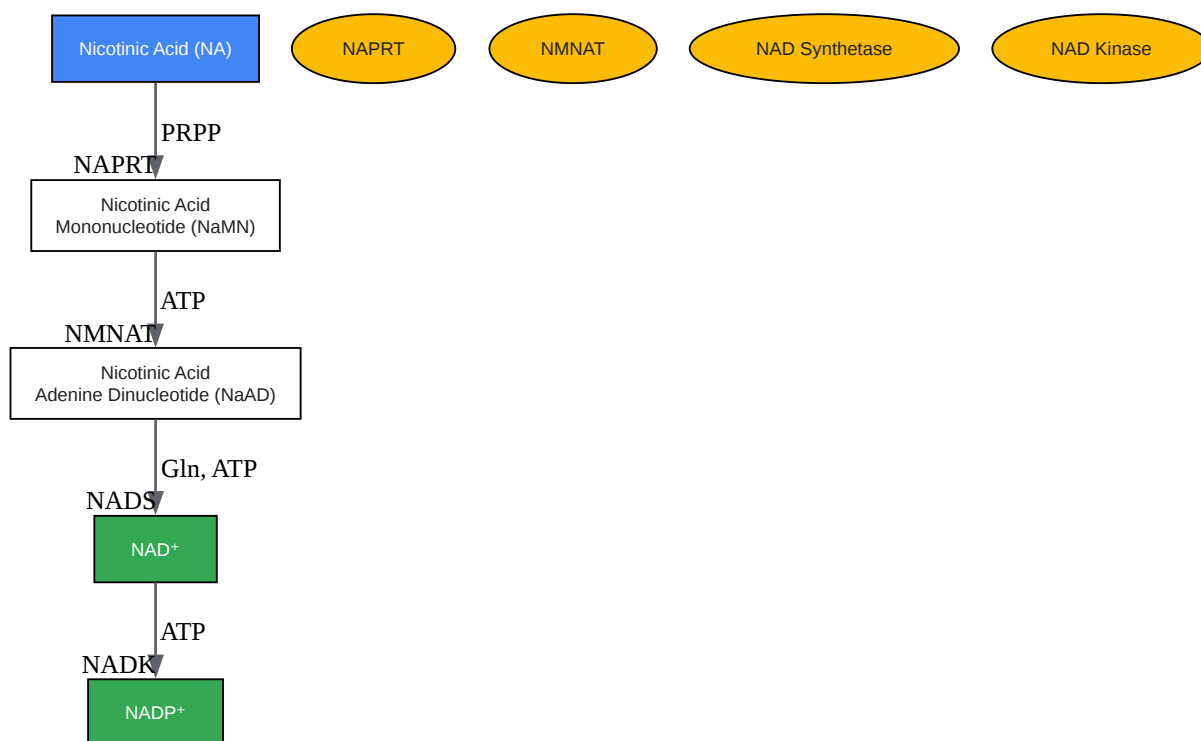 Nicotinic Acid (NA)
NAPRT
NMNAT
NAD Synthetase
NAD Kinase
PRPP
NAPRT
Nicotinic Acid
Mononucleotide (NaMN)
ATP
NMNAT
Nicotinic Acid
Adenine Dinucleotide (NaAD)
Gln, ATP
NADS
NAD⁺
ATP
NADK
NADP⁺